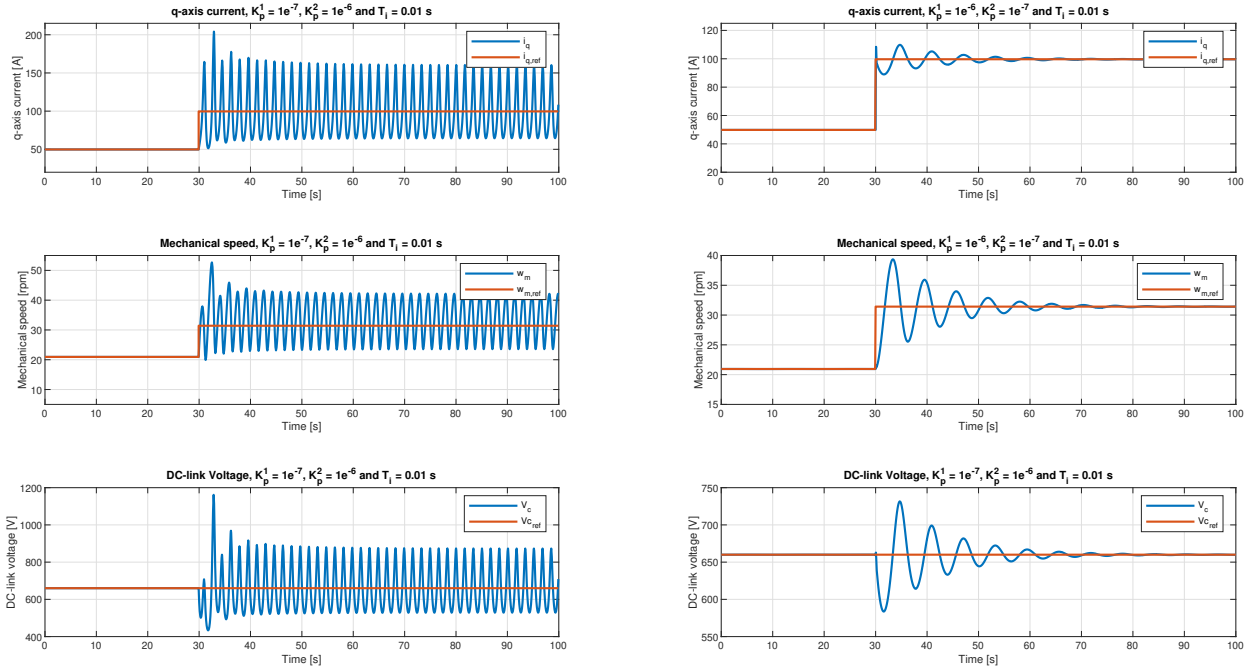 q-axis current, K_p^1 = 1e^-7, K_p^2 = 1e^-6 and T_i = 0.01 s
q-axis current [A]
200
150
100
50
i_q
i_q,ref
0 10 20 30 40 50 60 70 80 90 100
Time [s]
q-axis current, K_p^1 = 1e^-6, K_p^2 = 1e^-7 and T_i = 0.01 s
q-axis current [A]
120
100
80
60
40
20
i_q
i_q,ref
0 10 20 30 40 50 60 70 80 90 100
Time [s]
Mechanical speed, K_p^1 = 1e^-7, K_p^2 = 1e^-6 and T_i = 0.01 s
Mechanical speed [rpm]
50
40
30
20
10
w_m
w_m,ref
0 10 20 30 40 50 60 70 80 90 100
Time [s]
Mechanical speed, K_p^1 = 1e^-6, K_p^2 = 1e^-7 and T_i = 0.01 s
Mechanical speed [rpm]
40
35
30
25
20
15
w_m
w_m,ref
0 10 20 30 40 50 60 70 80 90 100
Time [s]
DC-link Voltage, K_p^1 = 1e^-7, K_p^2 = 1e^-6 and T_i = 0.01 s
DC-link voltage [V]
1200
1000
800
600
400
V_c
Vc_ref
0 10 20 30 40 50 60 70 80 90 100
Time [s]
DC-link Voltage, K_p^1 = 1e^-7, K_p^2 = 1e^-6 and T_i = 0.01 s
DC-link voltage [V]
750
700
650
600
550
V_c
Vc_ref
0 10 20 30 40 50 60 70 80 90 100
Time [s]